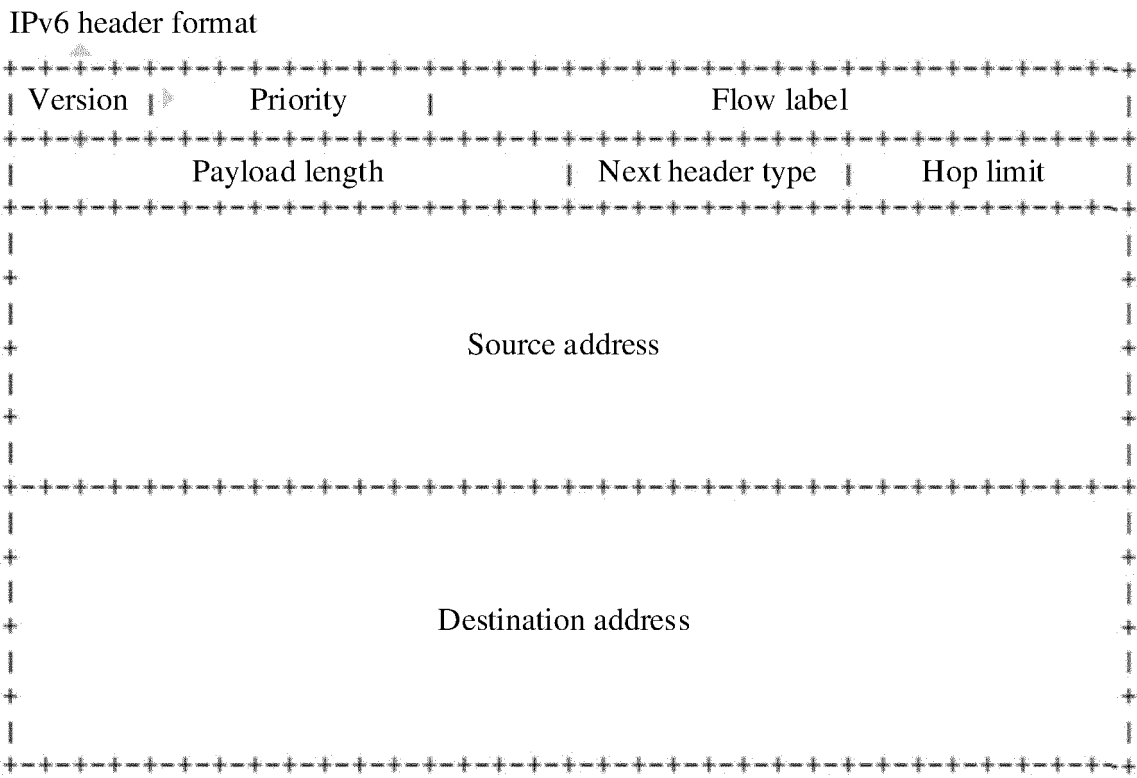 IPv6 header format
Version Priority Flow label
Payload length Next header type Hop limit
Source address
Destination address